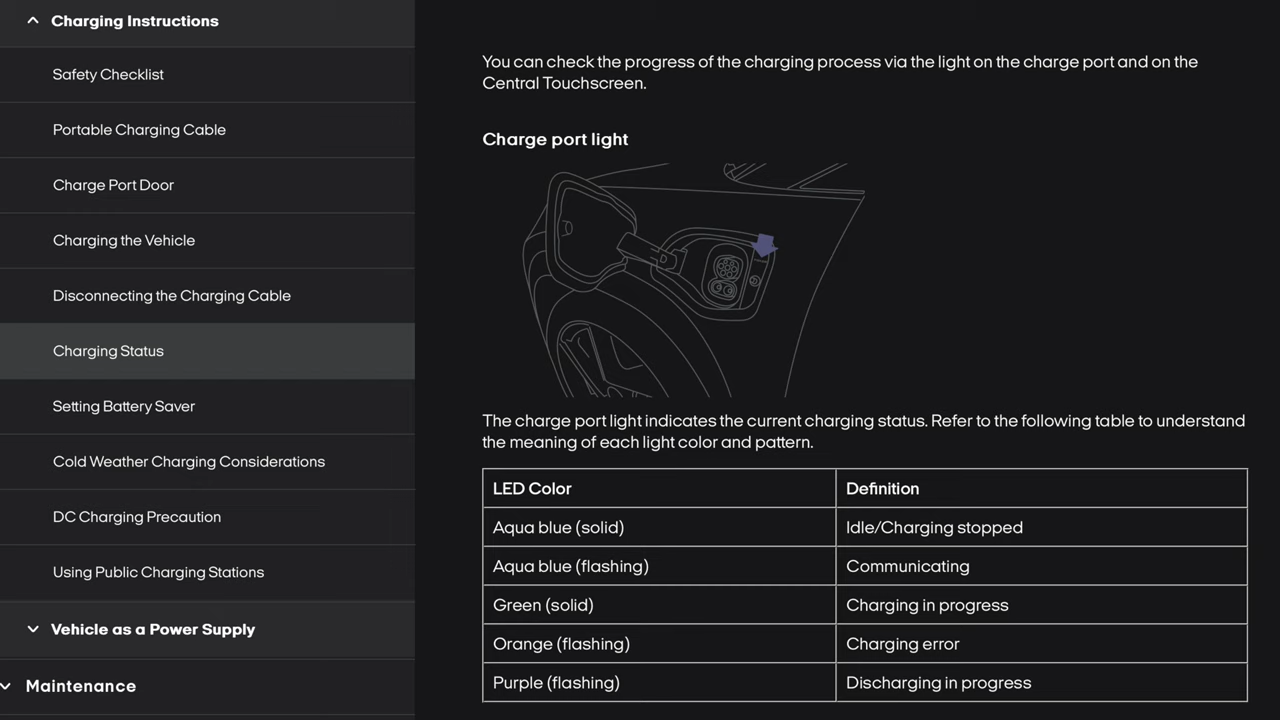 Charging Instructions
Safety Checklist
Portable Charging Cable
Charge Port Door
Charging the Vehicle
Disconnecting the Charging Cable
Charging Status
Setting Battery Saver
Cold Weather Charging Considerations
DC Charging Precaution
Using Public Charging Stations
Vehicle as a Power Supply
Maintenance
You can check the progress of the charging process via the light on the charge port and on the
Central Touchscreen.
Charge port light
The charge port light indicates the current charging status. Refer to the following table to understand
the meaning of each light color and pattern.
LED Color Definition
Aqua blue (solid) Idle/Charging stopped
Aqua blue (flashing) Communicating
Green (solid) Charging in progress
Orange (flashing) Charging error
Purple (flashing) Discharging in progress